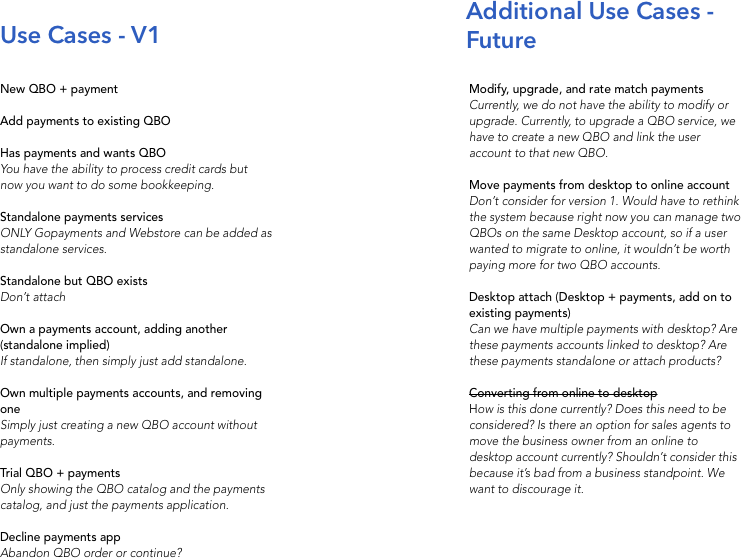 Use Cases - V1
New QBO + payment
Add payments to existing QBO
Has payments and wants QBO
You have the ability to process credit cards but
now you want to do some bookkeeping.
Standalone payments services
ONLY Gopayments and Webstore can be added as
standalone services.
Standalone but QBO exists
Don't attach
Own a payments account, adding another
(standalone implied)
If standalone, then simply just add standalone.
Own multiple payments accounts, and removing
one
Simply just creating a new QBO account without
payments.
Trial QBO + payments
Only showing the QBO catalog and the payments
catalog, and just the payments application.
Decline payments app
Abandon QBO order or continue?
Additional Use Cases -
Future
Modify, upgrade, and rate match payments
Currently, we do not have the ability to modify or
upgrade. Currently, to upgrade a QBO service, we
have to create a new QBO and link the user
account to that new QBO.
Move payments from desktop to online account
Don't consider for version 1. Would have to rethink
the system because right now you can manage two
QBOs on the same Desktop account, so if a user
wanted to migrate to online, it wouldn't be worth
paying more for two QBO accounts.
Desktop attach (Desktop + payments, add on to
existing payments)
Can we have multiple payments with desktop? Are
these payments accounts linked to desktop? Are
these payments standalone or attach products?
Converting from online to desktop
How is this done currently? Does this need to be
considered? Is there an option for sales agents to
move the business owner from an online to
desktop account currently? Shouldn't consider this
because it's bad from a business standpoint. We
want to discourage it.